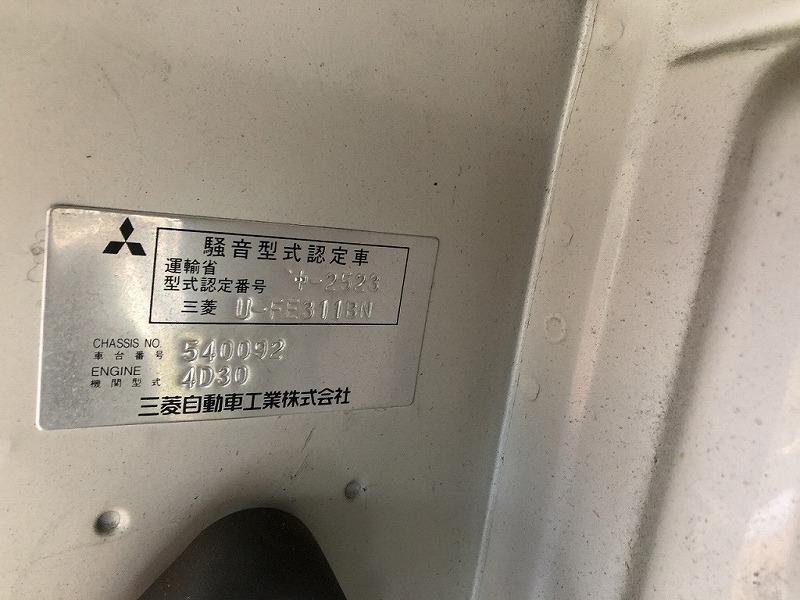 騒音型式認定車
運輸省
型式認定番号 中-2523
三菱 U-FE311BN
CHASSIS NO. 540092
車台番号
ENGINE 4D30
機関型式
三菱自動車工業株式会社